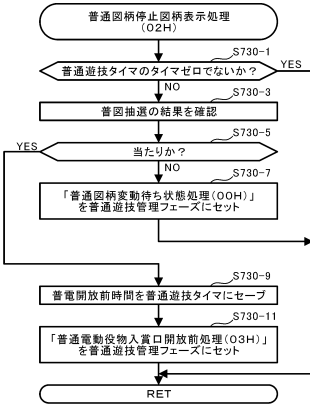 普通図柄停止図柄表示処理
(02H)
S730-1
普通遊技タイマのタイマゼロでないか?
YES
NO
S730-3
普図抽選の結果を確認
S730-5
YES
当たりか?
NO
S730-7
「普通図柄変動待ち状態処理(00H)」
を普通遊技管理フェーズにセット
S730-9
普電開放前時間を普通遊技タイマにセーブ
S730-11
「普通電動役物入賞口開放前処理(03H)」
を普通遊技管理フェーズにセット
RET